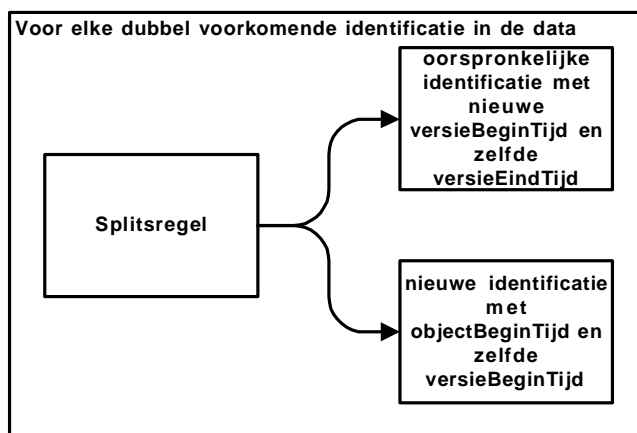 Voor elke dubbel voorkomende identificatie in de data
oorspronkelijke
identificatie met
nieuwe
versieBeginTijd en
zelfde
versieEindTijd
Splitsregel
nieuwe identificatie
met
objectBeginTijd en
zelfde
versieBeginTijd